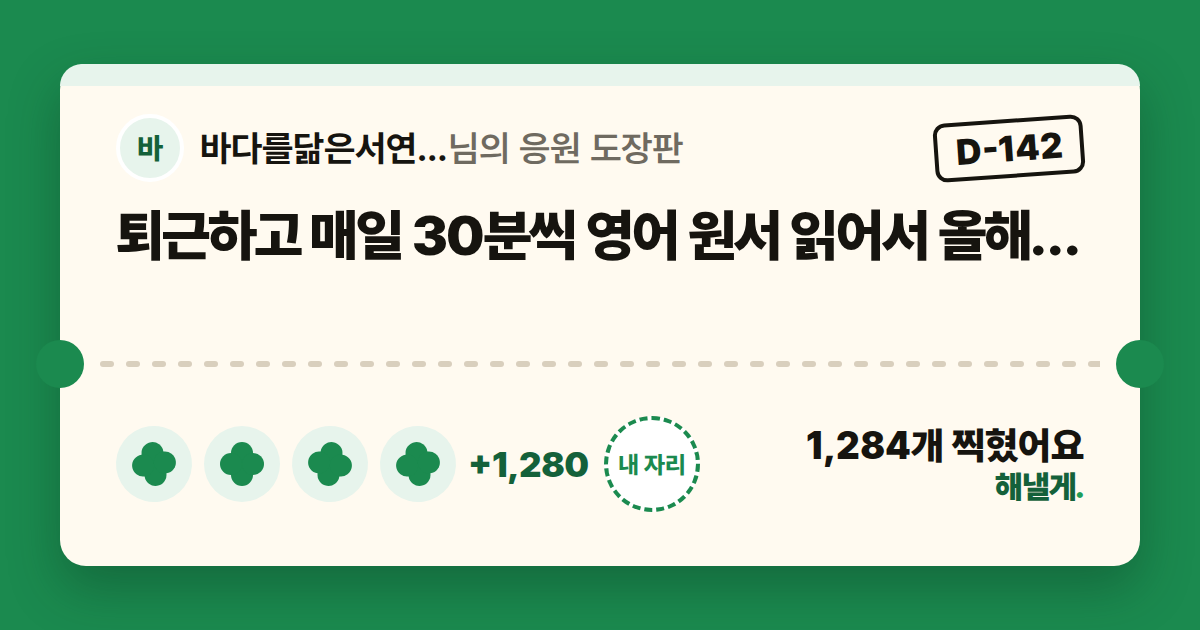 바
바다를닮은서연...님의 응원 도장판
D-142
퇴근하고 매일 30분씩 영어 원서 읽어서 올해...
+1,280
내 자리
1,284개 찍혔어요
해낼게.